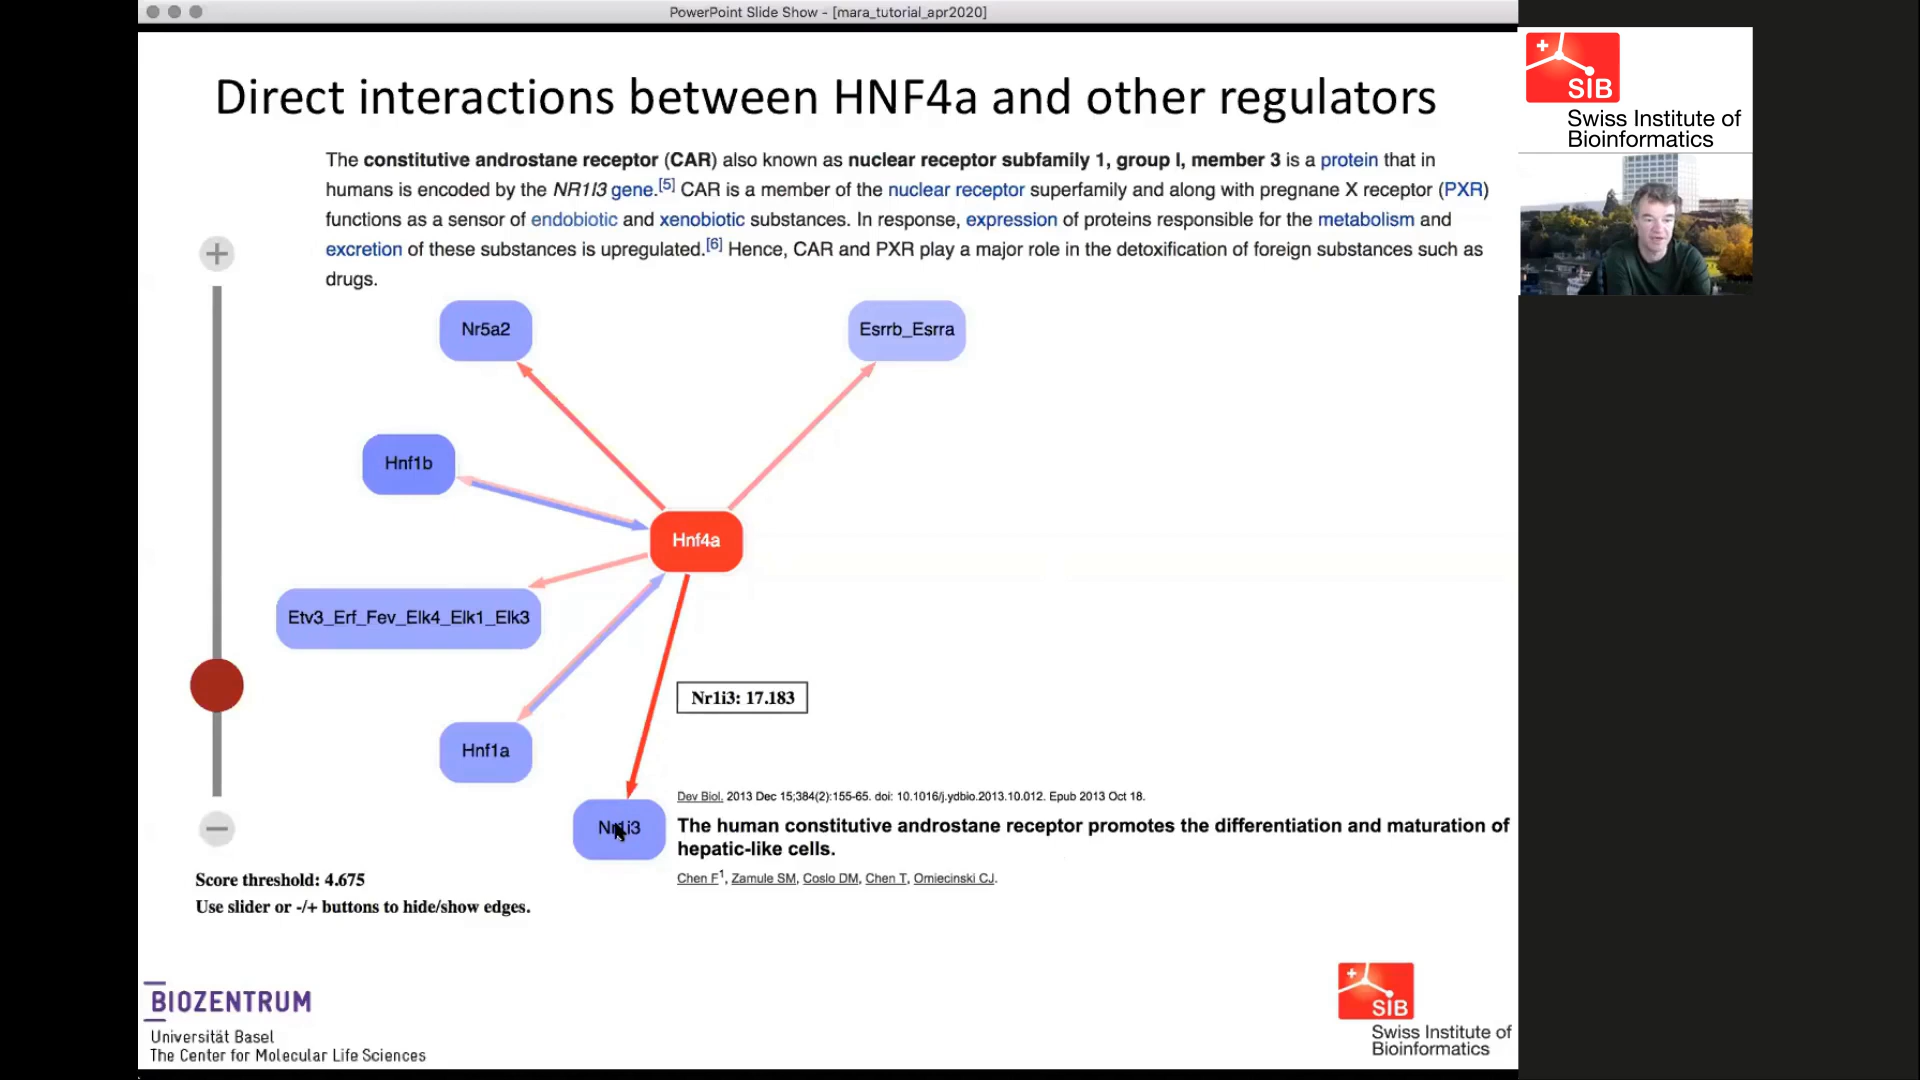 PowerPoint Slide Show - [mara_tutorial_apr2020]
Direct interactions between HNF4a and other regulators
The constitutive androstane receptor (CAR) also known as nuclear receptor subfamily 1, group I, member 3 is a protein that in
humans is encoded by the NR1I3 gene.[5] CAR is a member of the nuclear receptor superfamily and along with pregnane X receptor (PXR)
functions as a sensor of endobiotic and xenobiotic substances. In response, expression of proteins responsible for the metabolism and
excretion of these substances is upregulated.[6] Hence, CAR and PXR play a major role in the detoxification of foreign substances such as
drugs.
Nr5a2
Esrrb_Esrra
Hnf1b
Hnf4a
Etv3_Erf_Fev_Elk4_Elk1_Elk3
Nr1i3: 17.183
Hnf1a
Nr1i3
Dev Biol. 2013 Dec 15;384(2):155-65. doi: 10.1016/j.ydbio.2013.10.012. Epub 2013 Oct 18.
The human constitutive androstane receptor promotes the differentiation and maturation of
hepatic-like cells.
Chen F1, Zamule SM, Coslo DM, Chen T, Omiecinski CJ.
Score threshold: 4.675
Use slider or -/+ buttons to hide/show edges.
BIOZENTRUM
Universität Basel
The Center for Molecular Life Sciences
SIB
Swiss Institute of
Bioinformatics
SIB
Swiss Institute of
Bioinformatics